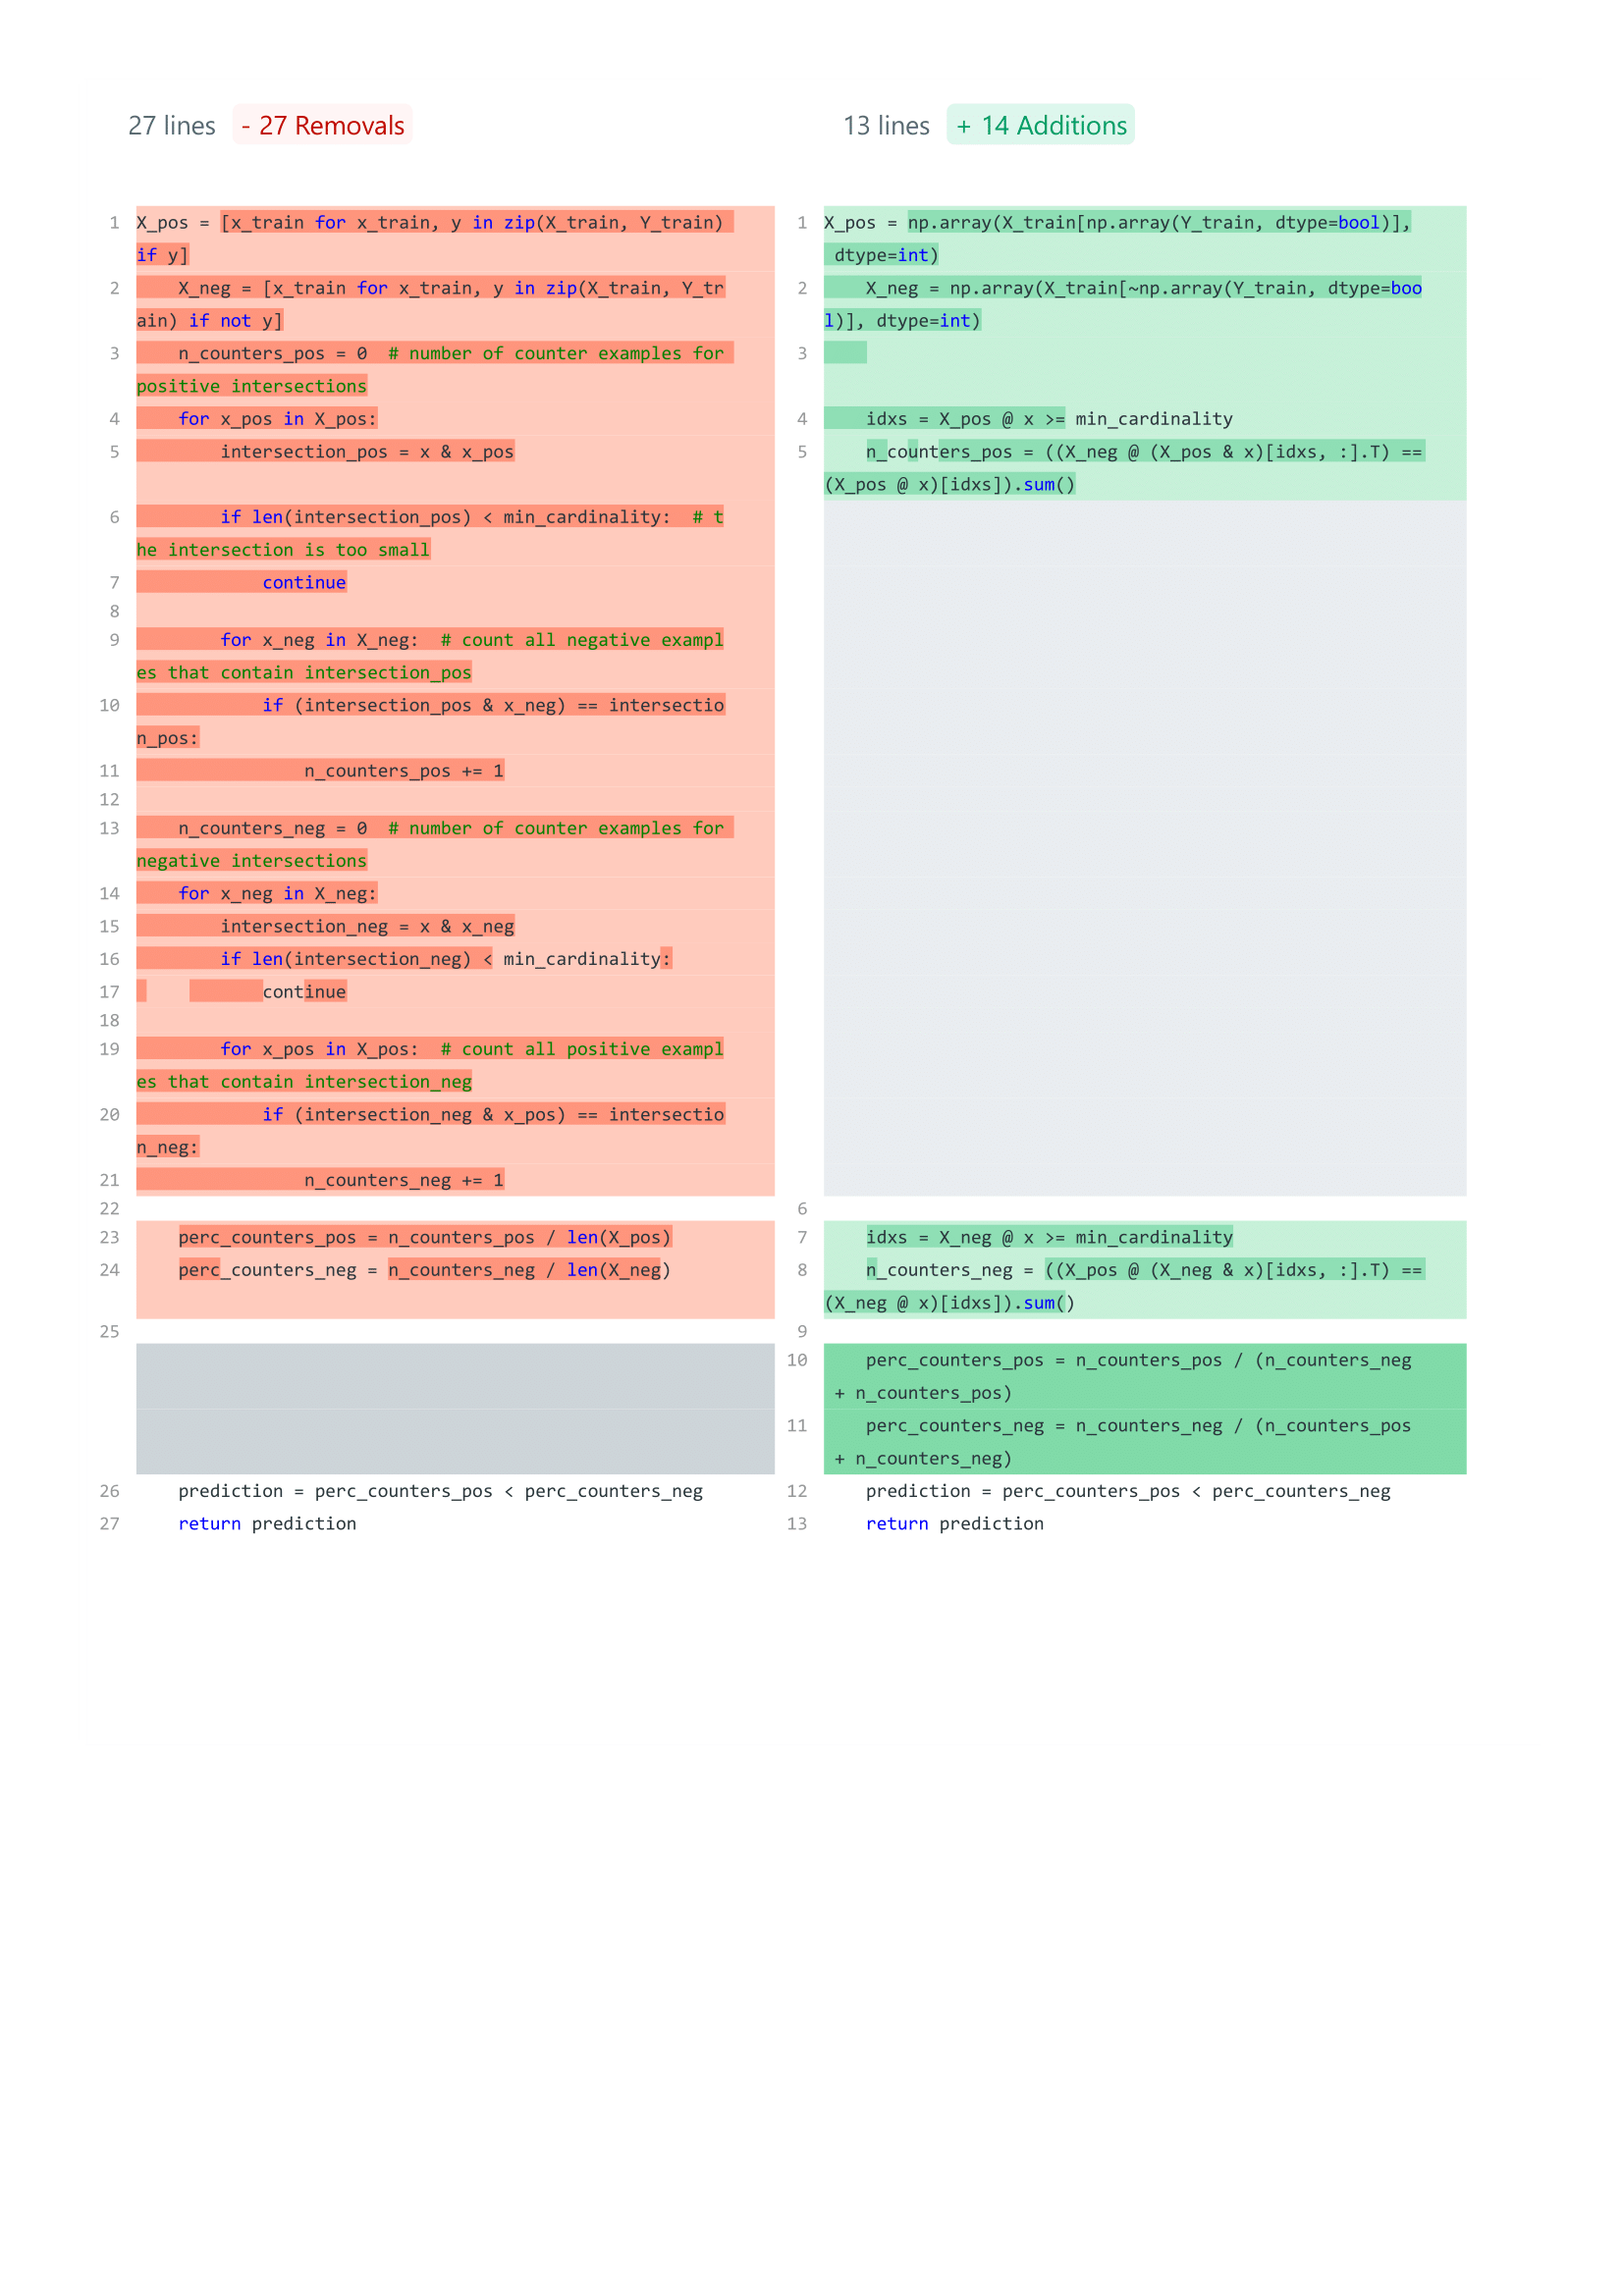 27 lines - 27 Removals
13 lines + 14 Additions
1 X_pos = [x_train for x_train, y in zip(X_train, Y_train)
if y]
2     X_neg = [x_train for x_train, y in zip(X_train, Y_tr
ain) if not y]
3     n_counters_pos = 0  # number of counter examples for
positive intersections
4     for x_pos in X_pos:
5         intersection_pos = x & x_pos
6         if len(intersection_pos) < min_cardinality:  # t
he intersection is too small
7             continue
8
9         for x_neg in X_neg:  # count all negative exampl
es that contain intersection_pos
10             if (intersection_pos & x_neg) == intersectio
n_pos:
11                 n_counters_pos += 1
12
13     n_counters_neg = 0  # number of counter examples for
negative intersections
14     for x_neg in X_neg:
15         intersection_neg = x & x_neg
16         if len(intersection_neg) < min_cardinality:
17             continue
18
19         for x_pos in X_pos:  # count all positive exampl
es that contain intersection_neg
20             if (intersection_neg & x_pos) == intersectio
n_neg:
21                 n_counters_neg += 1
22
23     perc_counters_pos = n_counters_pos / len(X_pos)
24     perc_counters_neg = n_counters_neg / len(X_neg)
25
26     prediction = perc_counters_pos < perc_counters_neg
27     return prediction
1 X_pos = np.array(X_train[np.array(Y_train, dtype=bool)],
 dtype=int)
2     X_neg = np.array(X_train[~np.array(Y_train, dtype=boo
l)], dtype=int)
3
4     idxs = X_pos @ x >= min_cardinality
5     n_counters_pos = ((X_neg @ (X_pos & x)[idxs, :].T) ==
(X_pos @ x)[idxs]).sum()
6
7     idxs = X_neg @ x >= min_cardinality
8     n_counters_neg = ((X_pos @ (X_neg & x)[idxs, :].T) ==
(X_neg @ x)[idxs]).sum()
9
10     perc_counters_pos = n_counters_pos / (n_counters_neg
 + n_counters_pos)
11     perc_counters_neg = n_counters_neg / (n_counters_pos
 + n_counters_neg)
12     prediction = perc_counters_pos < perc_counters_neg
13     return prediction